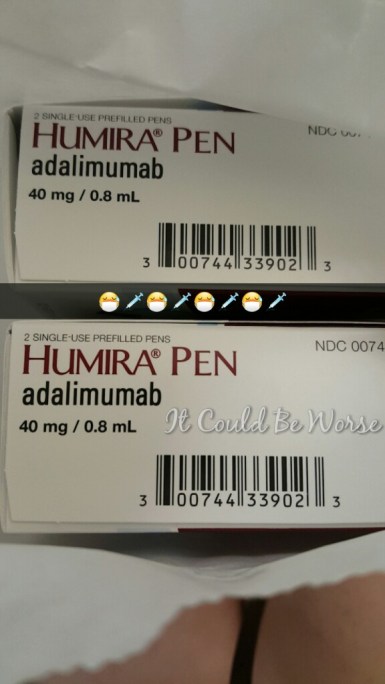 2 SINGLE-USE PREFILLED PENS
HUMIRA® PEN
NDC
adalimumab
40 mg / 0.8 mL
3 00744 33902 3
2 SINGLE-USE PREFILLED PENS
HUMIRA® PEN
NDC 0074
adalimumab
40 mg / 0.8 mL
It Could Be Worse
3 00744 33902 3